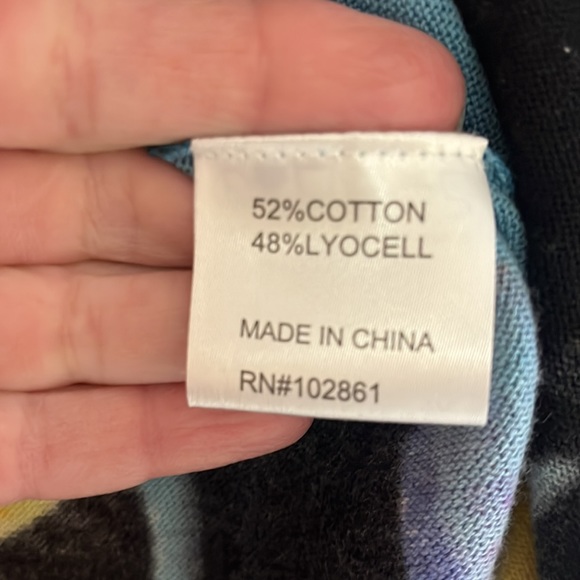 52%COTTON
48%LYOCELL
MADE IN CHINA
RN#102861